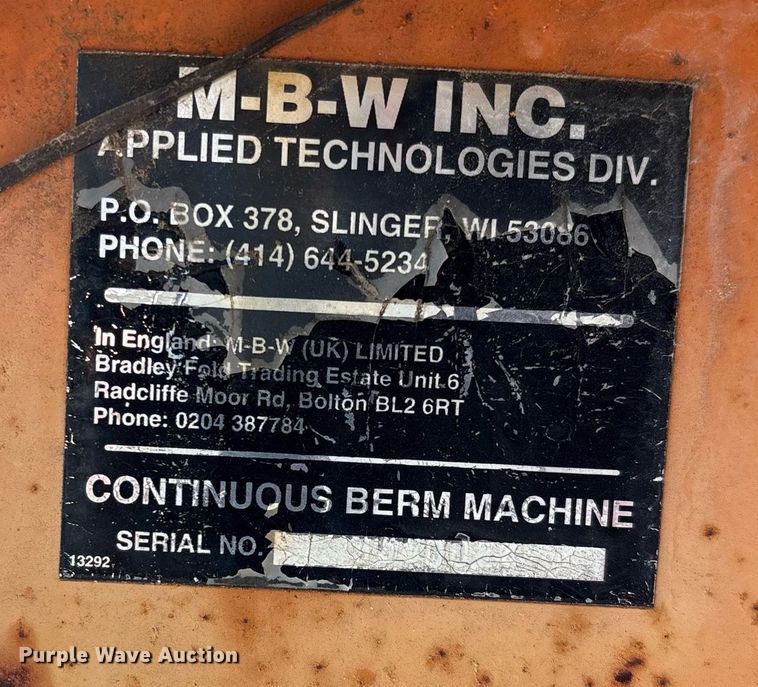 M-B-W INC.
APPLIED TECHNOLOGIES DIV.
P.O. BOX 378, SLINGER, WI 53086
PHONE: (414) 644-5234
In England: M-B-W (UK) LIMITED
Bradley Fold Trading Estate Unit 6
Radcliffe Moor Rd, Bolton BL2 6RT
Phone: 0204 387784
CONTINUOUS BERM MACHINE
SERIAL NO.
13292
Purple Wave Auction